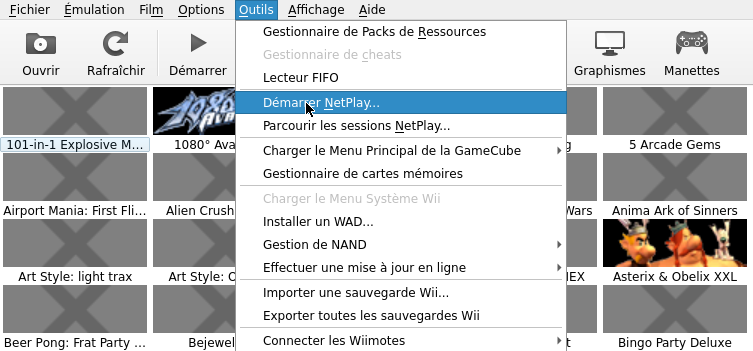 Fichier Émulation Film Options Outils Affichage Aide
Ouvrir Rafraîchir Démarrer Graphismes Manettes
Gestionnaire de Packs de Ressources
Gestionnaire de cheats
Lecteur FIFO
Démarrer NetPlay...
Parcourir les sessions NetPlay...
Charger le Menu Principal de la GameCube
Gestionnaire de cartes mémoires
Charger le Menu Système Wii
Installer un WAD...
Gestion de NAND
Effectuer une mise à jour en ligne
Importer une sauvegarde Wii...
Exporter toutes les sauvegardes Wii
Connecter les Wiimotes
101-in-1 Explosive M... 1080° Ava 5 Arcade Gems
Airport Mania: First Fli... Alien Crush Wars Anima Ark of Sinners
Art Style: light trax Art Style: O Asterix & Obelix XXL
Beer Pong: Frat Party ... Bejewel Bingo Party Deluxe